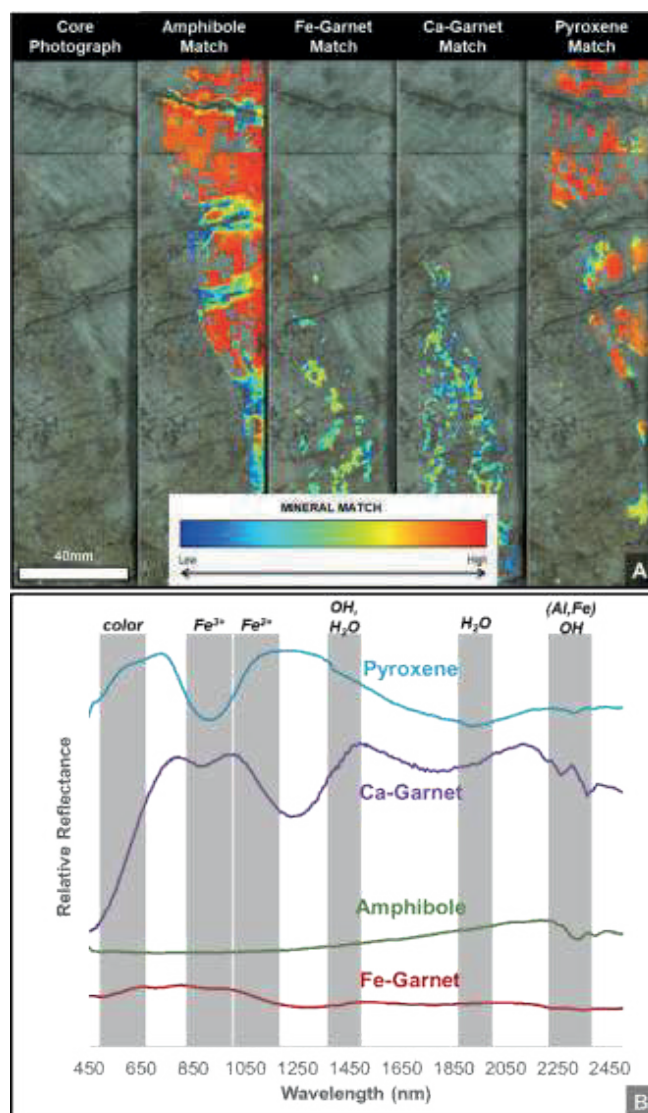 Core Photograph
Amphibole Match
Fe-Garnet Match
Ca-Garnet Match
Pyroxene Match
MINERAL MATCH
Low High
40mm
A
color Fe³⁺ Fe²⁺ OH, H₂O H₂O (Al,Fe) OH
Pyroxene
Ca-Garnet
Amphibole
Fe-Garnet
Relative Reflectance
450 650 850 1050 1250 1450 1650 1850 2050 2250 2450
Wavelength (nm)
B